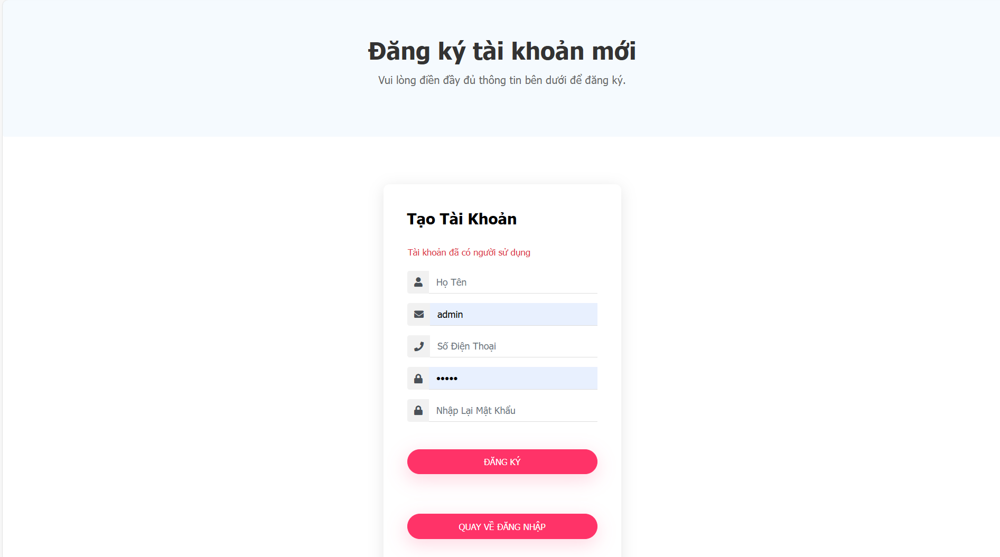 Đăng ký tài khoản mới
Vui lòng điền đầy đủ thông tin bên dưới để đăng ký.
Tạo Tài Khoản
Tài khoản đã có người sử dụng
Họ Tên
admin
Số Điện Thoại
•••••
Nhập Lại Mật Khẩu
ĐĂNG KÝ
QUAY VỀ ĐĂNG NHẬP